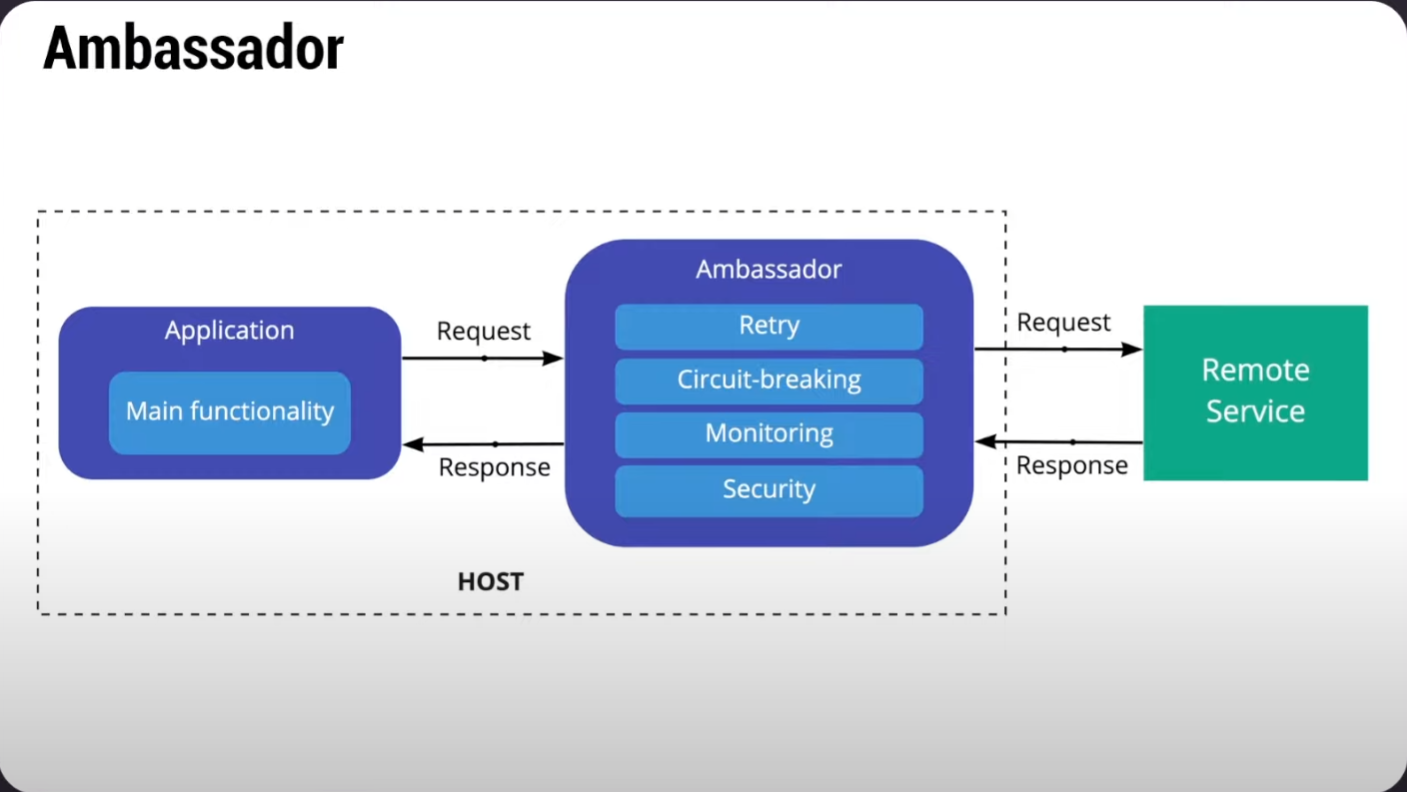 Ambassador
Application
Main functionality
Request
Response
Ambassador
Retry
Circuit-breaking
Monitoring
Security
Request
Response
Remote
Service
HOST